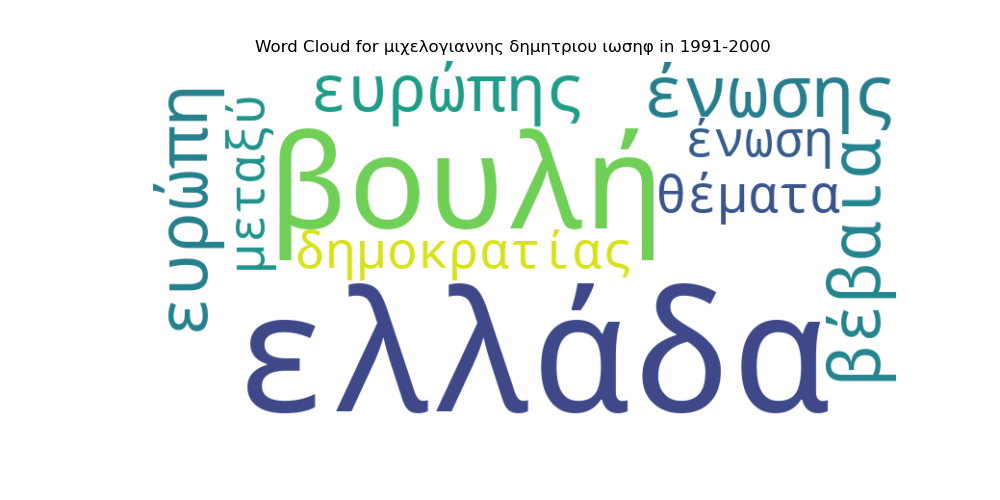 Word Cloud for μιχελογιαννης δημητριου ιωσηφ in 1991-2000
ευρώπης
ένωσης
ευρώπη
μεταξύ
βουλή
ένωση
θέματα
βέβαια
δημοκρατίας
ελλάδα